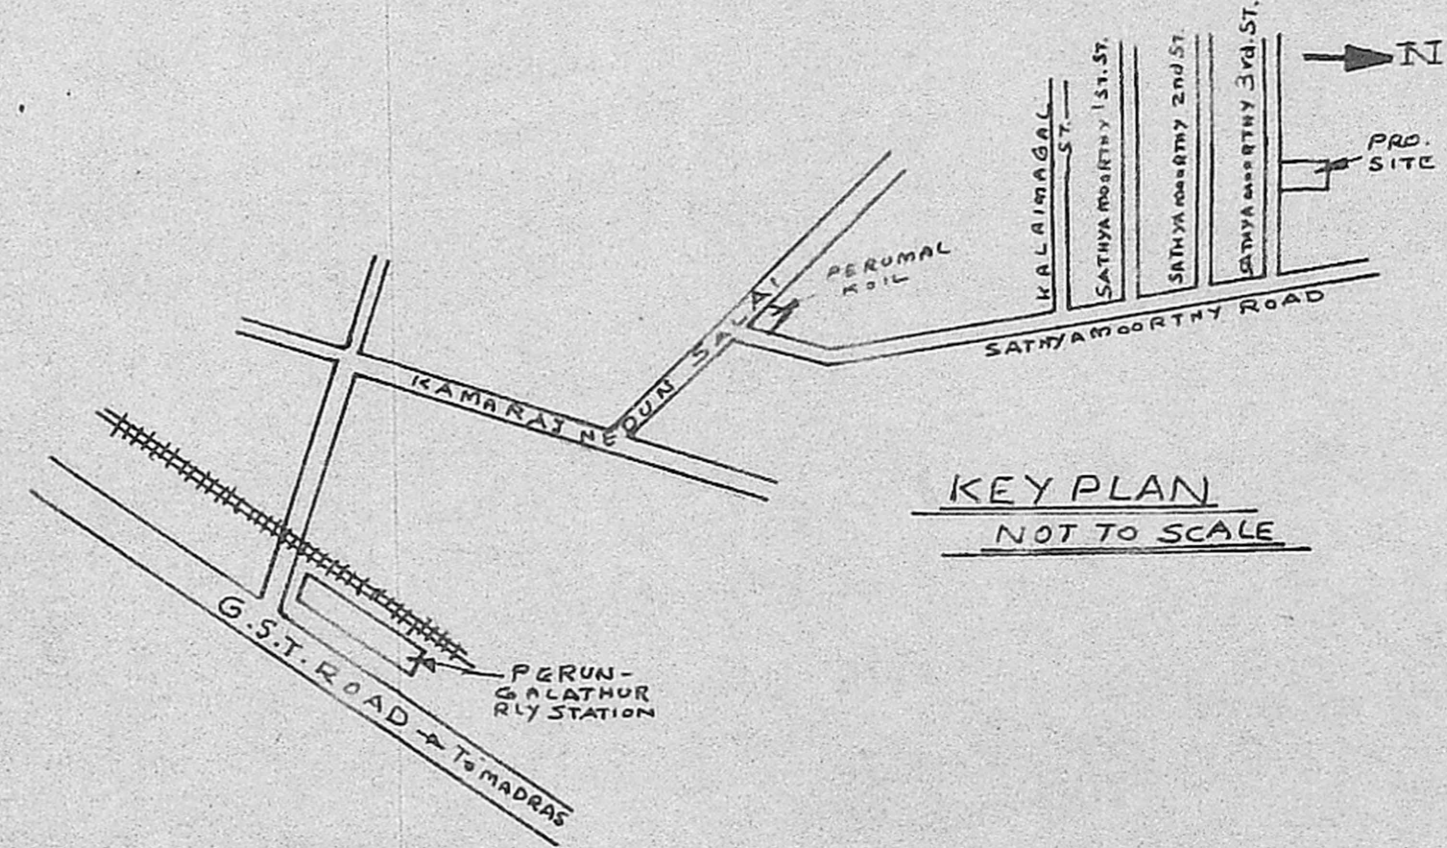 N
PRO.
SITE
KALAIMAGAL
ST.
SATHYAMOORTHY 1ST. ST.
SATHYAMOORTHY 2nd ST.
SATHYAMOORTHY 3rd. ST.
PERUMAL
KOIL
SATHYAMOORTHY ROAD
KAMARAJ NEDUN SALAI
KEY PLAN
NOT TO SCALE
PERUN-
GALATHUR
RLY STATION
G.S.T. ROAD → TO MADRAS